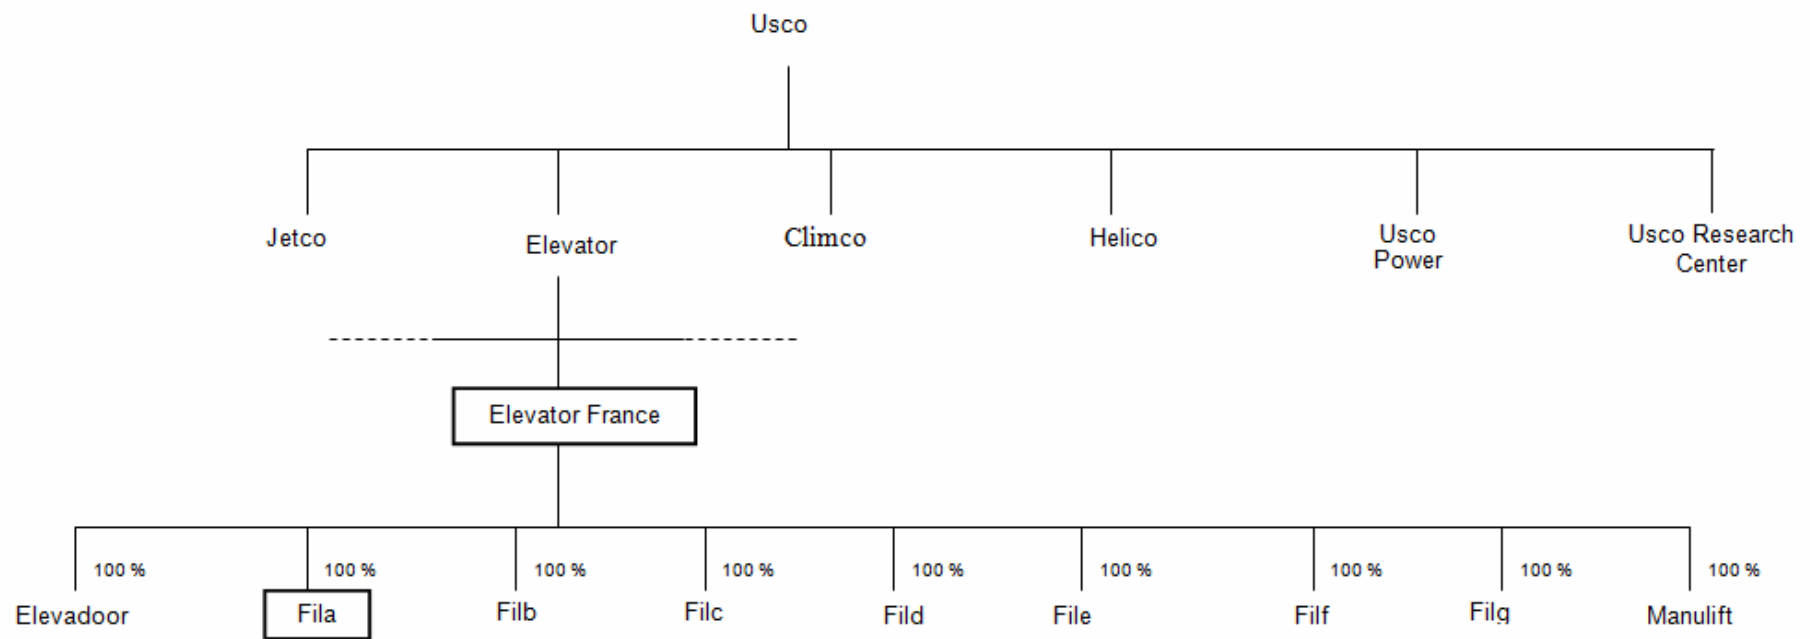 Usco
Jetco
Elevator
Climco
Helico
Usco
Power
Usco Research
Center
Elevator France
100 %
100 %
100 %
100 %
100 %
100 %
100 %
100 %
100 %
Elevadoor
Fila
Filb
Filc
Fild
File
Filf
Filg
Manulift